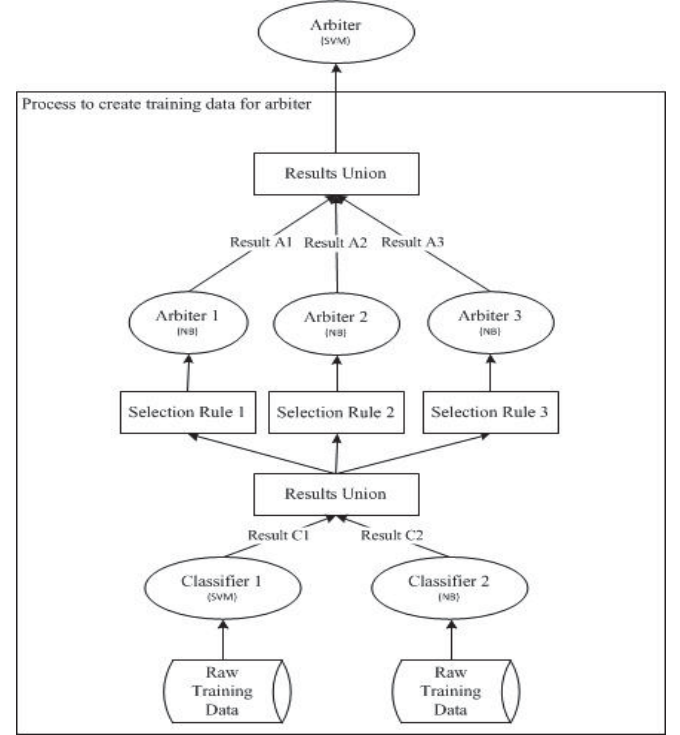 Arbiter
{SVM}
Process to create training data for arbiter
Results Union
Result A1 Result A2 Result A3
Arbiter 1
{NB}
Arbiter 2
{NB}
Arbiter 3
{NB}
Selection Rule 1
Selection Rule 2
Selection Rule 3
Results Union
Result C1
Result C2
Classifier 1
{SVM}
Classifier 2
{NB}
Raw
Training
Data
Raw
Training
Data